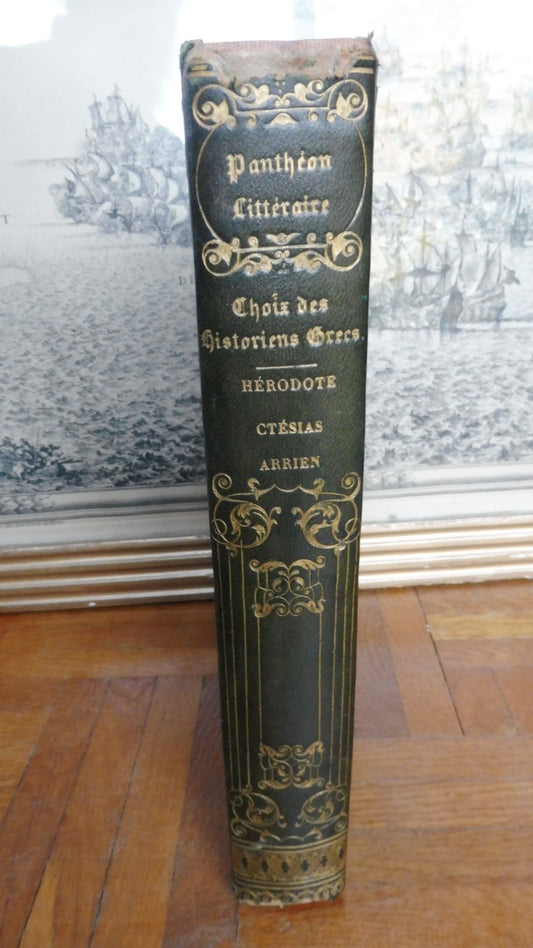 Panthéon
Littéraire
Choix des
Historiens Grecs.
HÉRODOTE
CTÉSIAS
ARRIEN